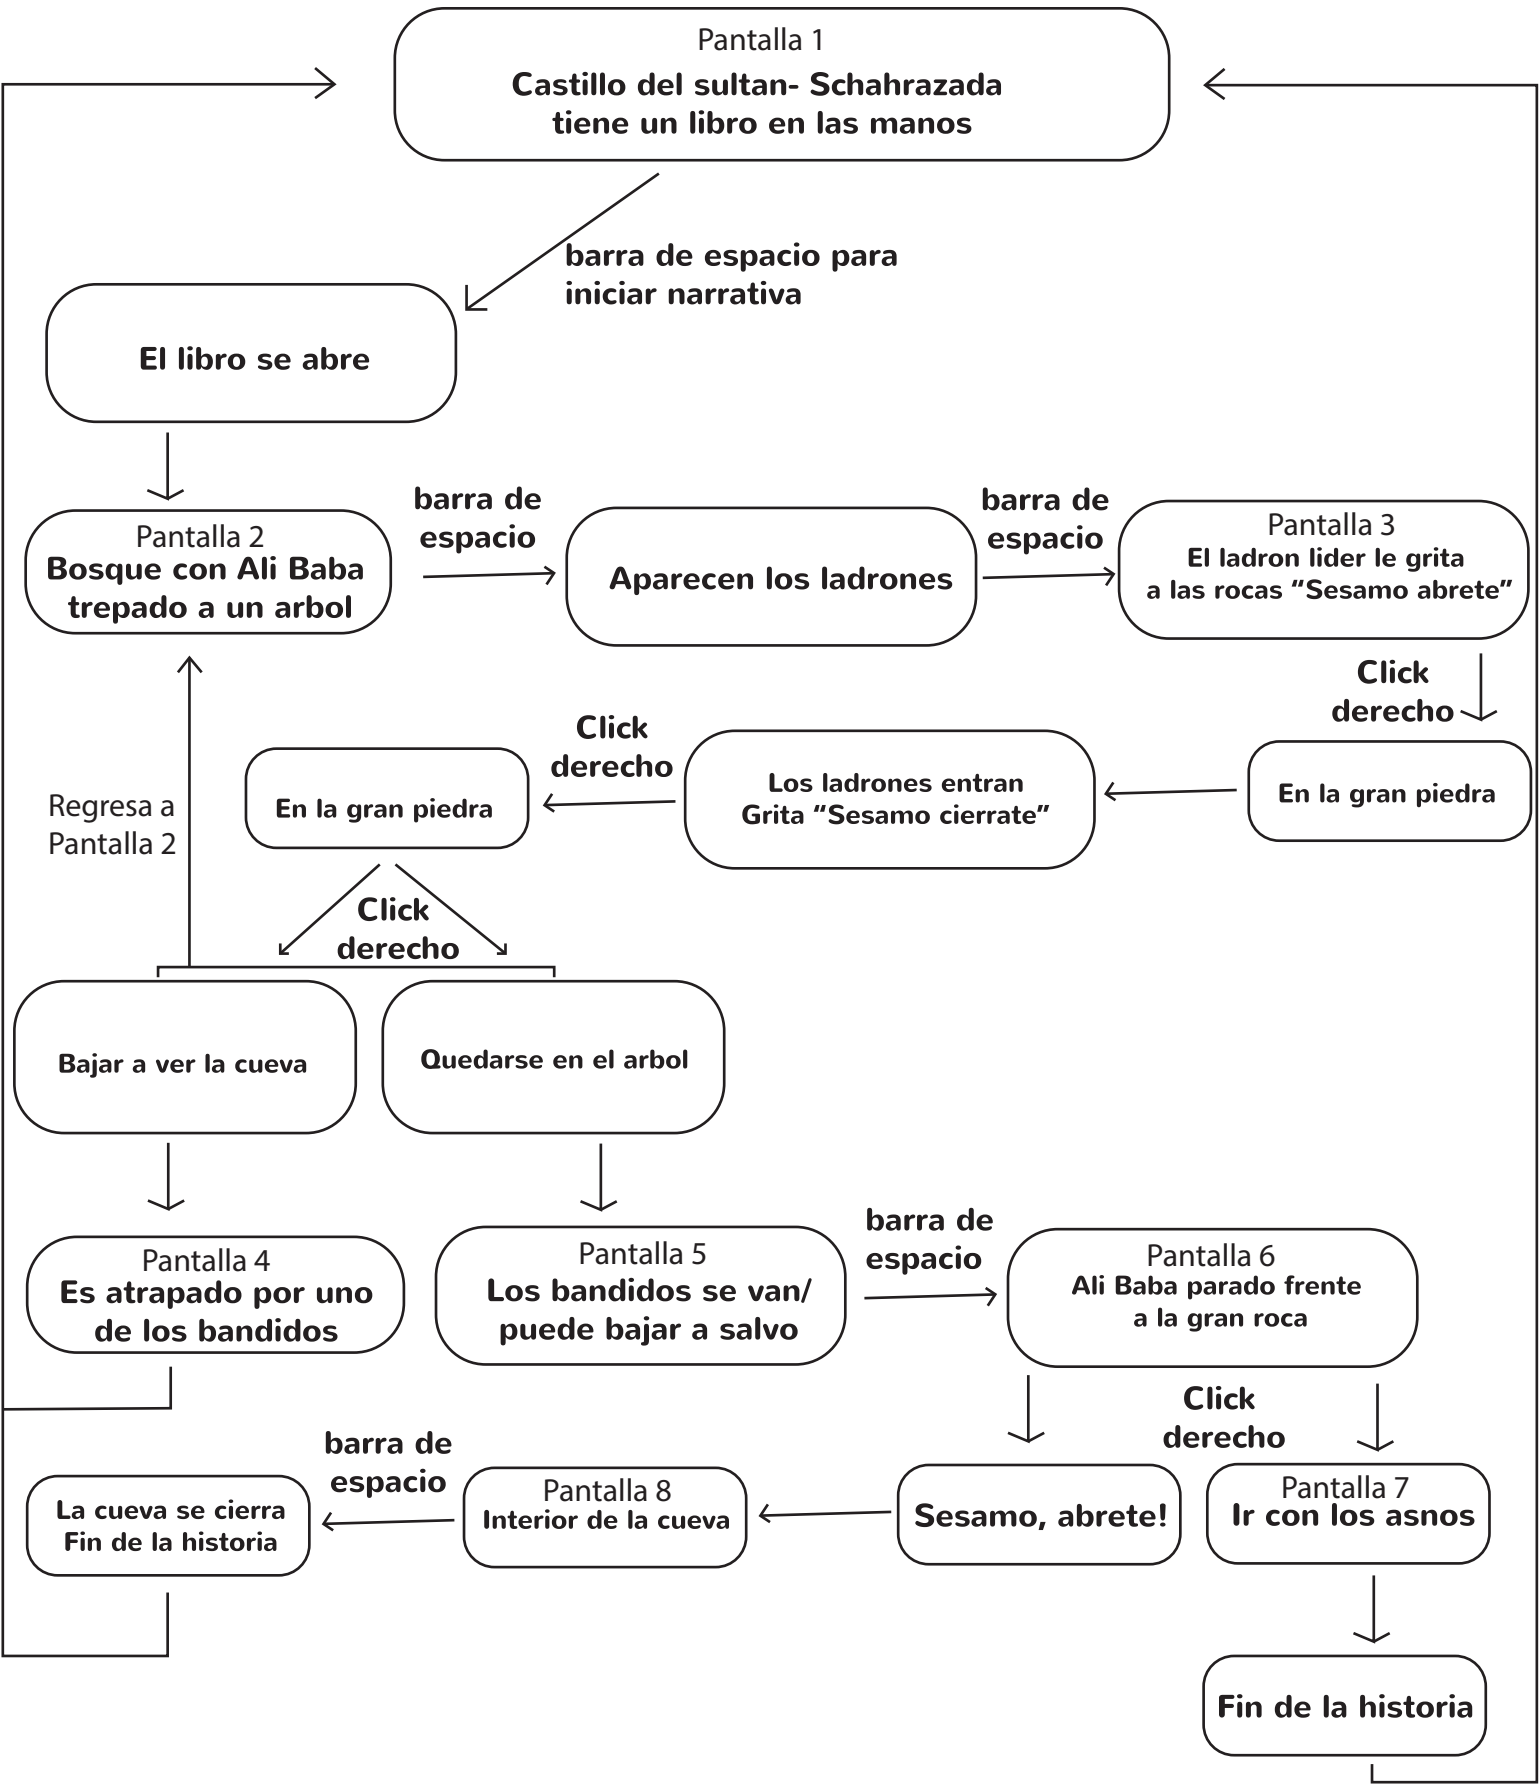 Pantalla 1
Castillo del sultan- Schahrazada
tiene un libro en las manos
barra de espacio para
iniciar narrativa
El libro se abre
Pantalla 2
Bosque con Ali Baba
trepado a un arbol
barra de
espacio
Aparecen los ladrones
barra de
espacio
Pantalla 3
El ladron lider le grita
a las rocas “Sesamo abrete”
Click
derecho
En la gran piedra
Los ladrones entran
Grita “Sesamo cierrate”
Click
derecho
En la gran piedra
Regresa a
Pantalla 2
Click
derecho
Bajar a ver la cueva
Quedarse en el arbol
Pantalla 4
Es atrapado por uno
de los bandidos
Pantalla 5
Los bandidos se van/
puede bajar a salvo
barra de
espacio
Pantalla 6
Ali Baba parado frente
a la gran roca
Click
derecho
Pantalla 7
Ir con los asnos
Sesamo, abrete!
Pantalla 8
Interior de la cueva
barra de
espacio
La cueva se cierra
Fin de la historia
Fin de la historia